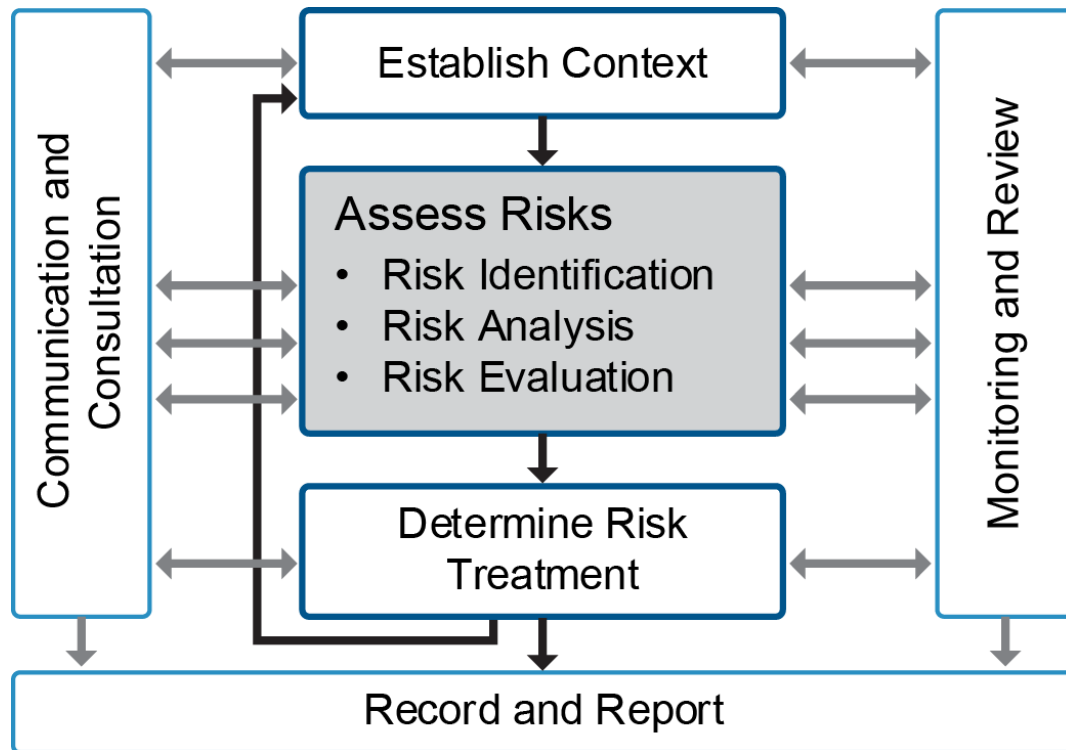 Communication and
Consultation
Establish Context
Assess Risks
• Risk Identification
• Risk Analysis
• Risk Evaluation
Determine Risk
Treatment
Monitoring and Review
Record and Report